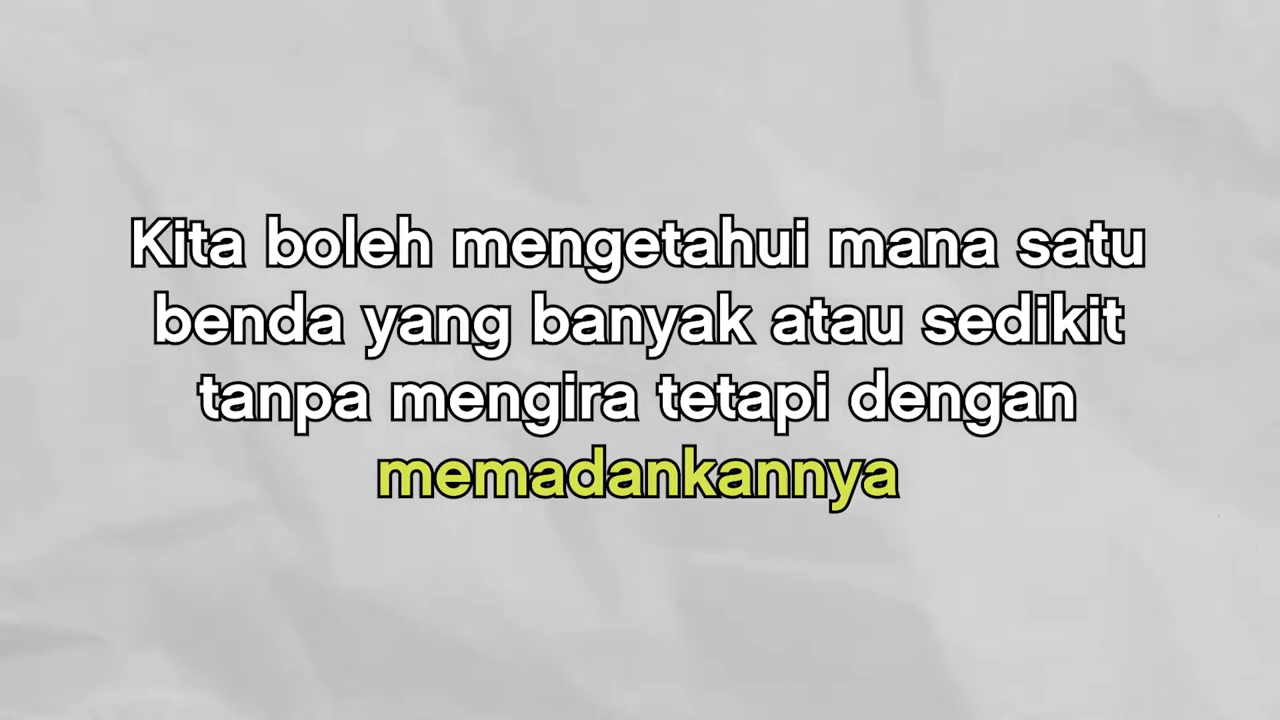 Kita boleh mengetahui mana satu
benda yang banyak atau sedikit
tanpa mengira tetapi dengan
memadankannya